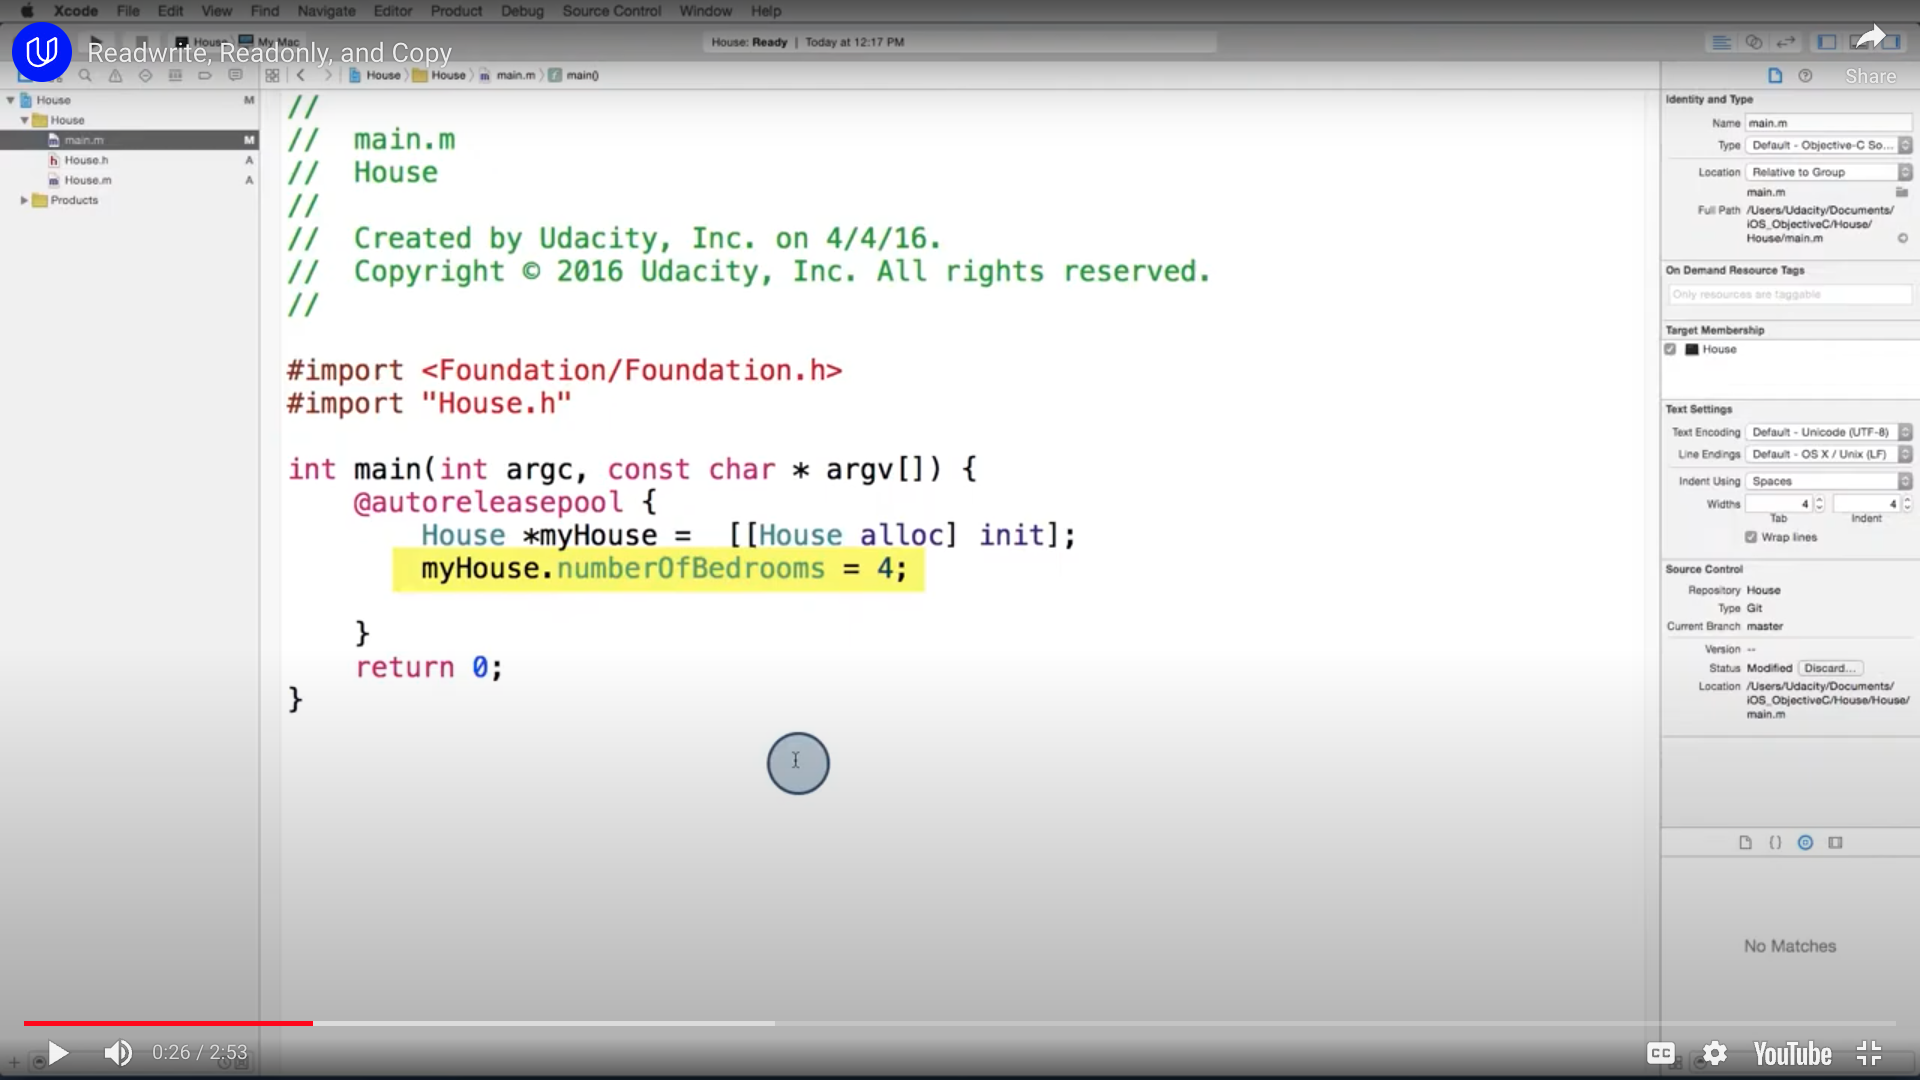 Xcode File Edit View Find Navigate Editor Product Debug Source Control Window Help
Readwrite, Readonly, and Copy
House My Mac
House: Ready | Today at 12:17 PM
Share
House House main.m main()
House M
House
main.m M
House.h A
House.m A
Products
//
// main.m
// House
//
// Created by Udacity, Inc. on 4/4/16.
// Copyright © 2016 Udacity, Inc. All rights reserved.
//
#import <Foundation/Foundation.h>
#import "House.h"
int main(int argc, const char * argv[]) {
@autoreleasepool {
House *myHouse = [[House alloc] init];
myHouse.numberOfBedrooms = 4;
}
return 0;
}
Identity and Type
Name main.m
Type Default - Objective-C So...
Location Relative to Group
main.m
Full Path /Users/Udacity/Documents/
iOS_ObjectiveC/House/
House/main.m
On Demand Resource Tags
Only resources are taggable
Target Membership
House
Text Settings
Text Encoding Default - Unicode (UTF-8)
Line Endings Default - OS X / Unix (LF)
Indent Using Spaces
Widths 4 4
Tab Indent
Wrap lines
Source Control
Repository House
Type Git
Current Branch master
Version --
Status Modified Discard...
Location /Users/Udacity/Documents/
iOS_ObjectiveC/House/House/
main.m
{ }
No Matches
0:26 / 2:53
CC
YouTube